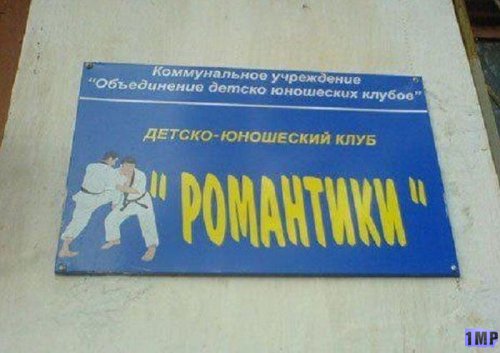 Коммунальное учреждение
"Объединение детско юношеских клубов"
ДЕТСКО-ЮНОШЕСКИЙ КЛУБ
"РОМАНТИКИ"
1MP